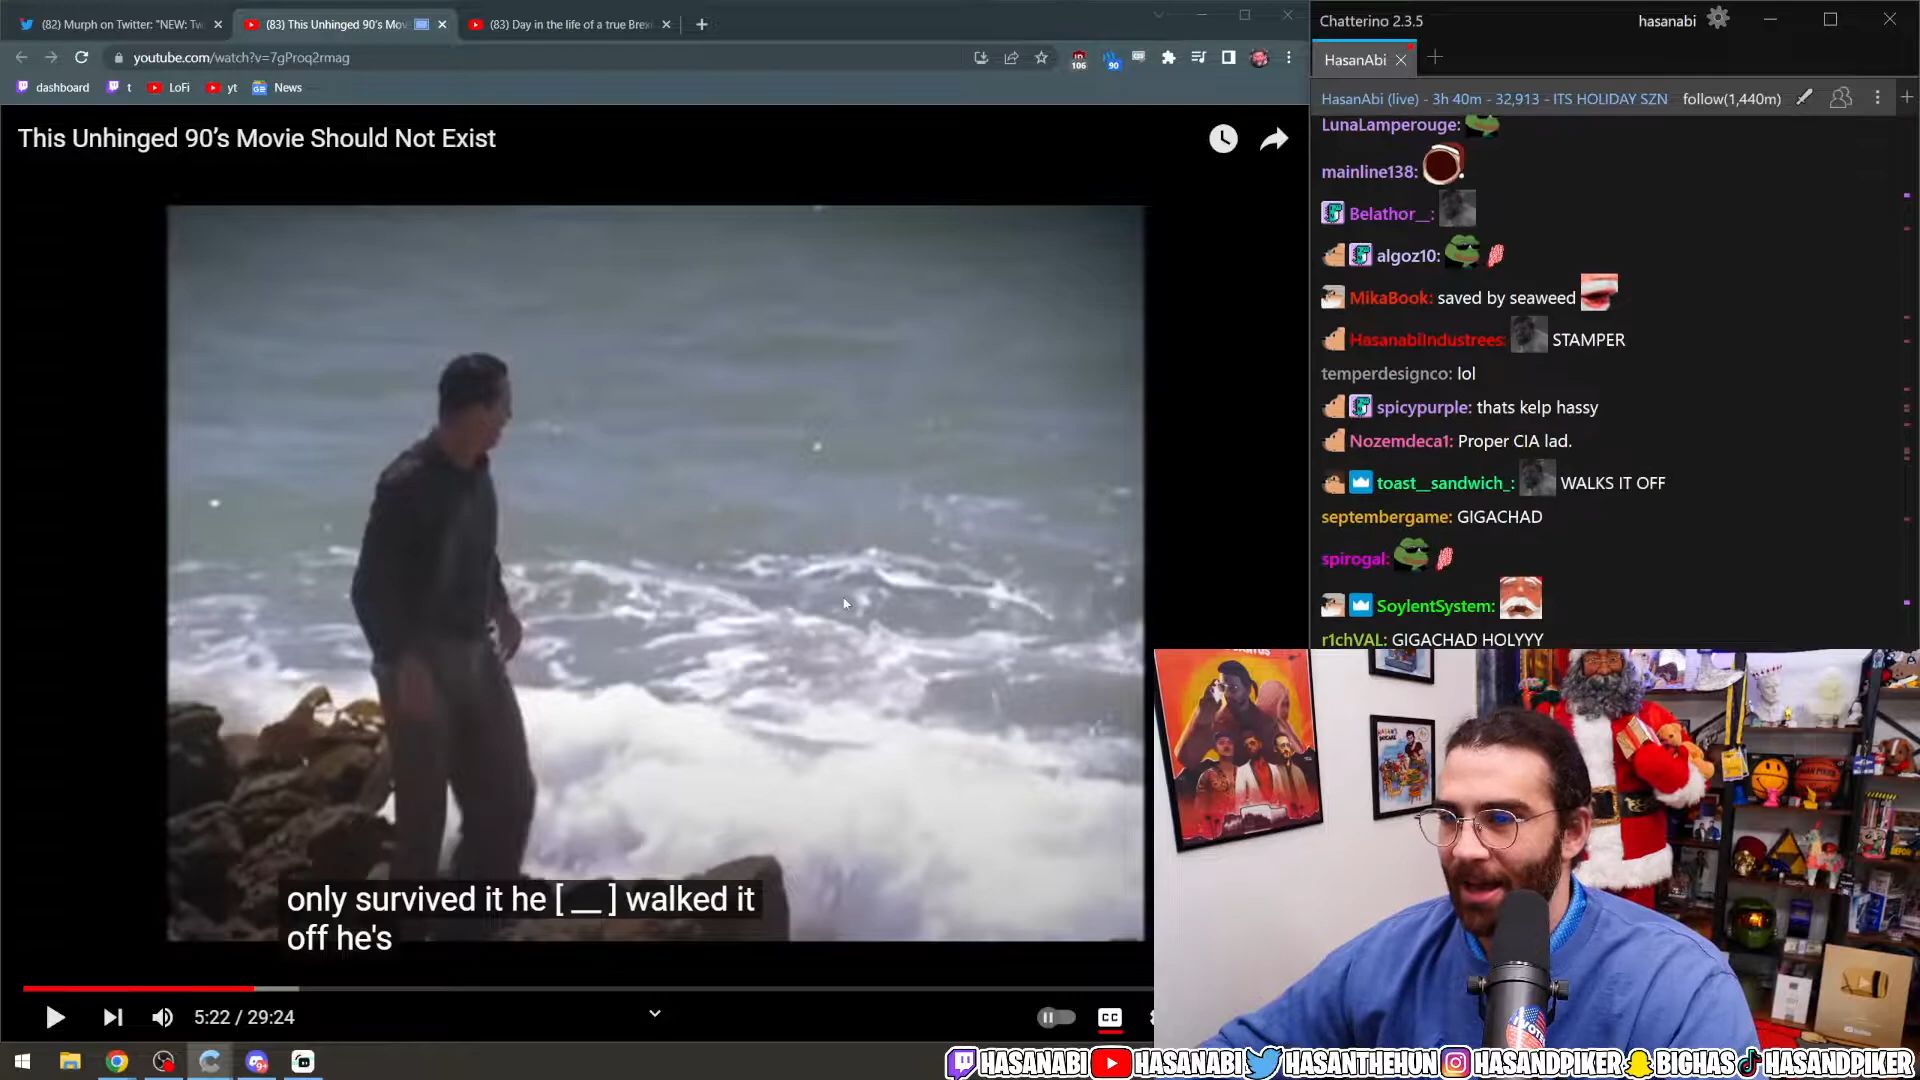 (82) Murph on Twitter: "NEW: Tw
(83) This Unhinged 90's Mo
(83) Day in the life of a true Brex
youtube.com/watch?v=7gProq2rmag
106
90
dashboard
t
LoFi
yt
News
This Unhinged 90's Movie Should Not Exist
only survived it he [ __ ] walked it
off he's
5:22 / 29:24
CC
Chatterino 2.3.5
hasanabi
HasanAbi
HasanAbi (live) - 3h 40m - 32,913 - ITS HOLIDAY SZN
follow(1,440m)
LunaLamperouge:
mainline138:
Belathor__:
algoz10:
MikaBook: saved by seaweed
HasanabiIndustrees: STAMPER
temperdesignco: lol
spicypurple: thats kelp hassy
Nozemdeca1: Proper CIA lad.
toast__sandwich_: WALKS IT OFF
septembergame: GIGACHAD
spirogal:
SoylentSystem:
r1chVAL: GIGACHAD HOLYYY
HASANABI
HASANABI
HASANTHEHUN
HASANDPIKER
BIGHAS
HASANDPIKER